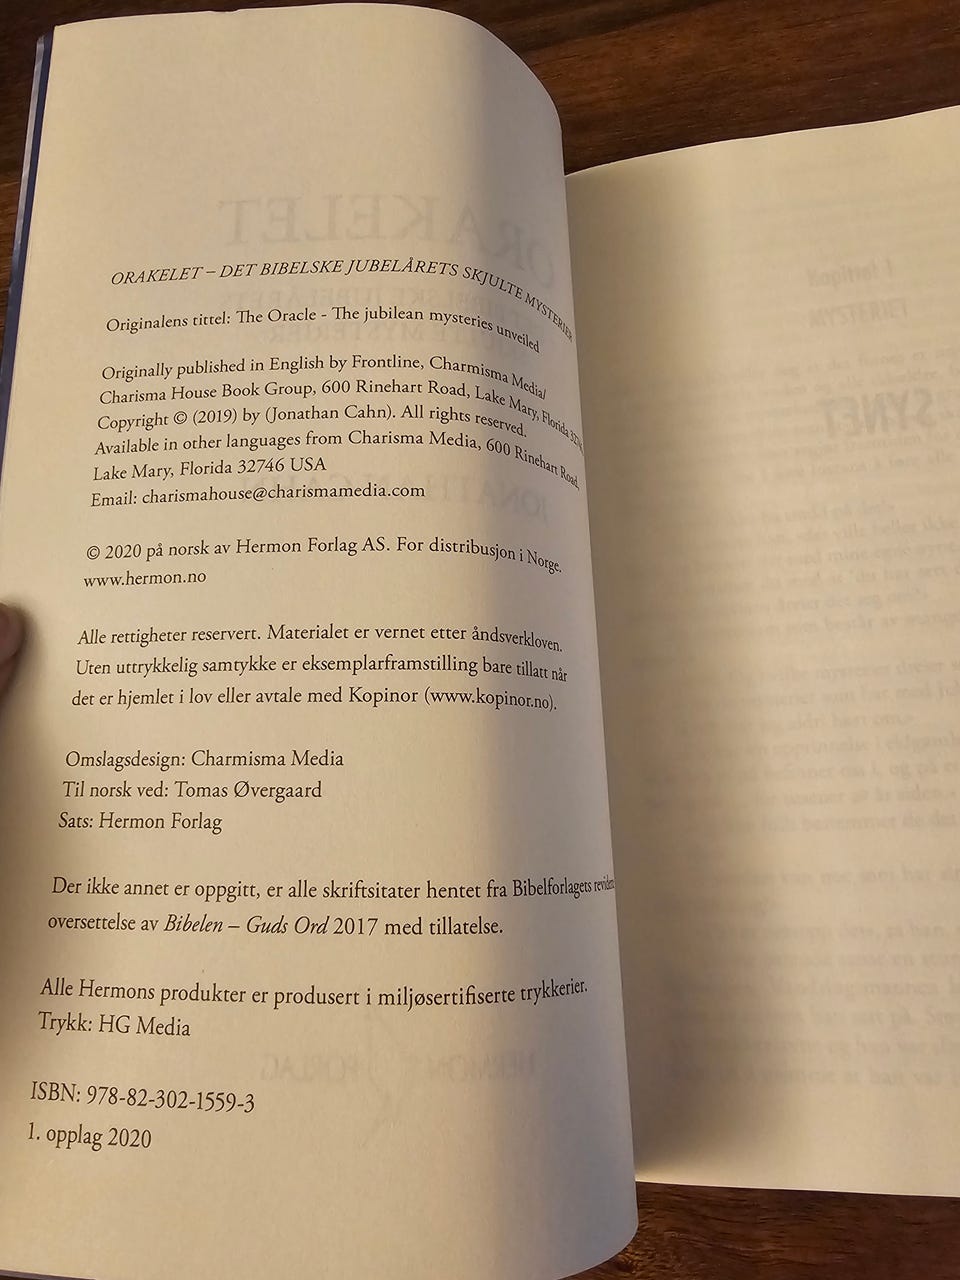 ORAKELET – DET BIBELSKE JUBELÅRETS SKJULTE MYSTERIER
Originalens tittel: The Oracle - The jubilean mysteries unveiled
Originally published in English by Frontline, Charmisma Media/
Charisma House Book Group, 600 Rinehart Road, Lake Mary, Florida 32746
Copyright © (2019) by (Jonathan Cahn). All rights reserved.
Available in other languages from Charisma Media, 600 Rinehart Road,
Lake Mary, Florida 32746 USA
Email: charismahouse@charismamedia.com
© 2020 på norsk av Hermon Forlag AS. For distribusjon i Norge.
www.hermon.no
Alle rettigheter reservert. Materialet er vernet etter åndsverkloven.
Uten uttrykkelig samtykke er eksemplarframstilling bare tillatt når
det er hjemlet i lov eller avtale med Kopinor (www.kopinor.no).
Omslagsdesign: Charmisma Media
Til norsk ved: Tomas Øvergaard
Sats: Hermon Forlag
Der ikke annet er oppgitt, er alle skriftsitater hentet fra Bibelforlagets
oversettelse av Bibelen – Guds Ord 2017 med tillatelse.
Alle Hermons produkter er produsert i miljøsertifiserte trykkerier.
Trykk: HG Media
ISBN: 978-82-302-1559-3
1. opplag 2020